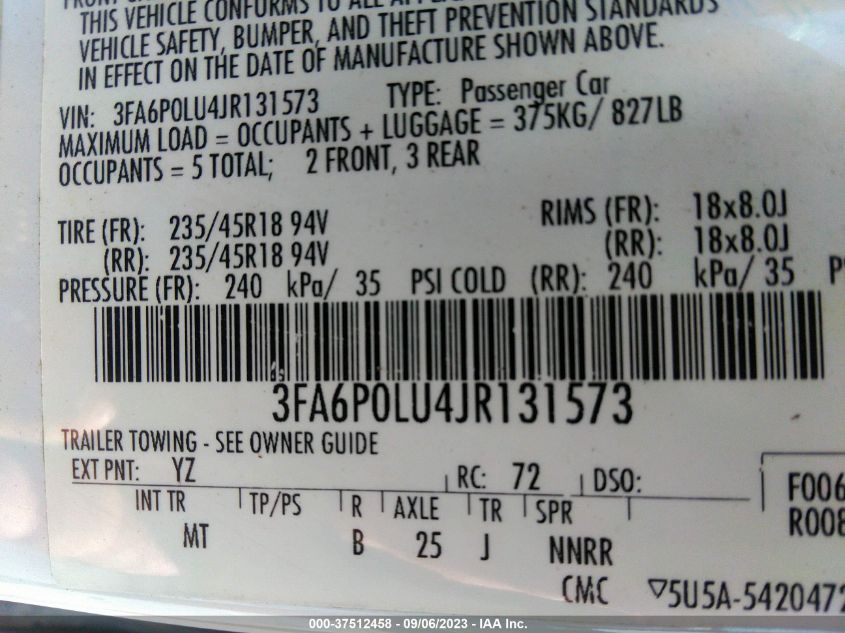 THIS VEHICLE CONFORMS TO ALL
VEHICLE SAFETY, BUMPER, AND THEFT PREVENTION STANDARDS
IN EFFECT ON THE DATE OF MANUFACTURE SHOWN ABOVE.
VIN: 3FA6P0LU4JR131573 TYPE: Passenger Car
MAXIMUM LOAD = OCCUPANTS + LUGGAGE = 375KG/ 827LB
OCCUPANTS = 5 TOTAL; 2 FRONT, 3 REAR
TIRE (FR): 235/45R18 94V RIMS (FR): 18x8.0J
(RR): 235/45R18 94V (RR): 18x8.0J
PRESSURE (FR): 240 kPa/ 35 PSI COLD (RR): 240 kPa/ 35 P
3FA6P0LU4JR131573
TRAILER TOWING - SEE OWNER GUIDE
EXT PNT: YZ RC: 72 DSO: F006
INT TR TP/PS R AXLE TR SPR R008
MT B 25 J NNRR
CMC ▽5U5A-5420472
000-37512458 - 09/06/2023 - IAA Inc.